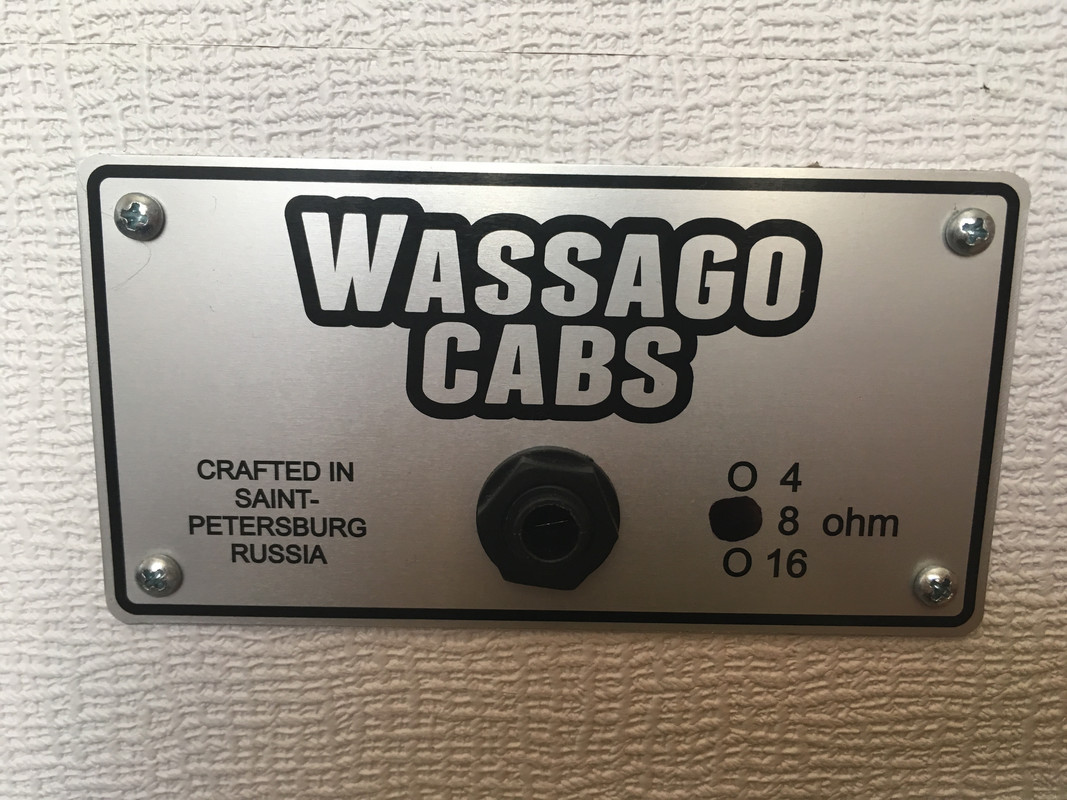 WASSAGO
CABS
CRAFTED IN
SAINT-
PETERSBURG
RUSSIA
O 4
8 ohm
O 16